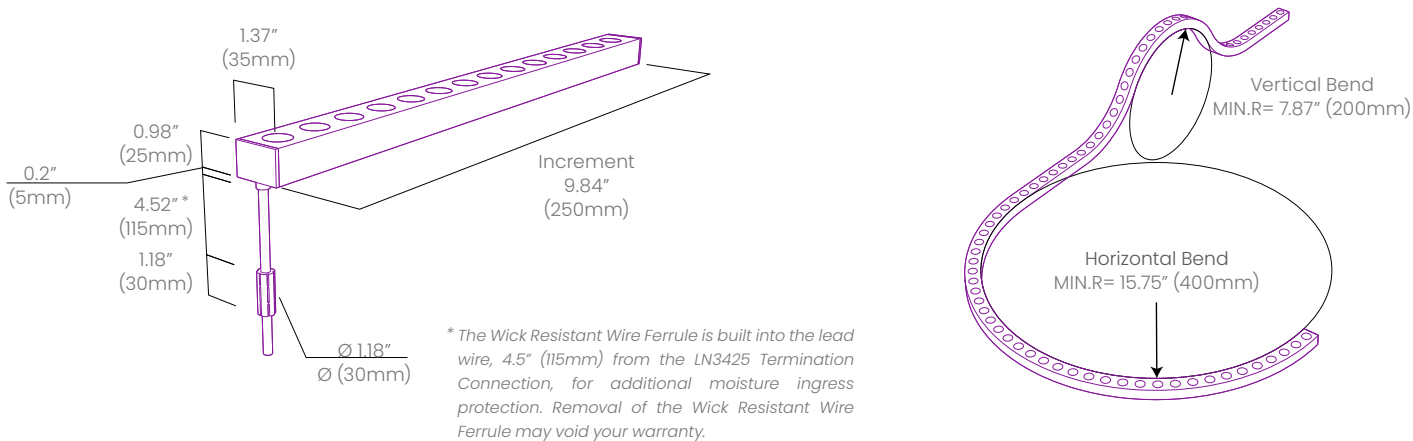 1.37”
(35mm)
0.98”
(25mm)
0.2”
(5mm)
4.52” *
(115mm)
1.18”
(30mm)
Ø 1.18”
Ø (30mm)
Increment
9.84”
(250mm)
* The Wick Resistant Wire Ferrule is built into the lead
wire, 4.5” (115mm) from the LN3425 Termination
Connection, for additional moisture ingress
protection. Removal of the Wick Resistant Wire
Ferrule may void your warranty.
Vertical Bend
MIN.R= 7.87” (200mm)
Horizontal Bend
MIN.R= 15.75” (400mm)